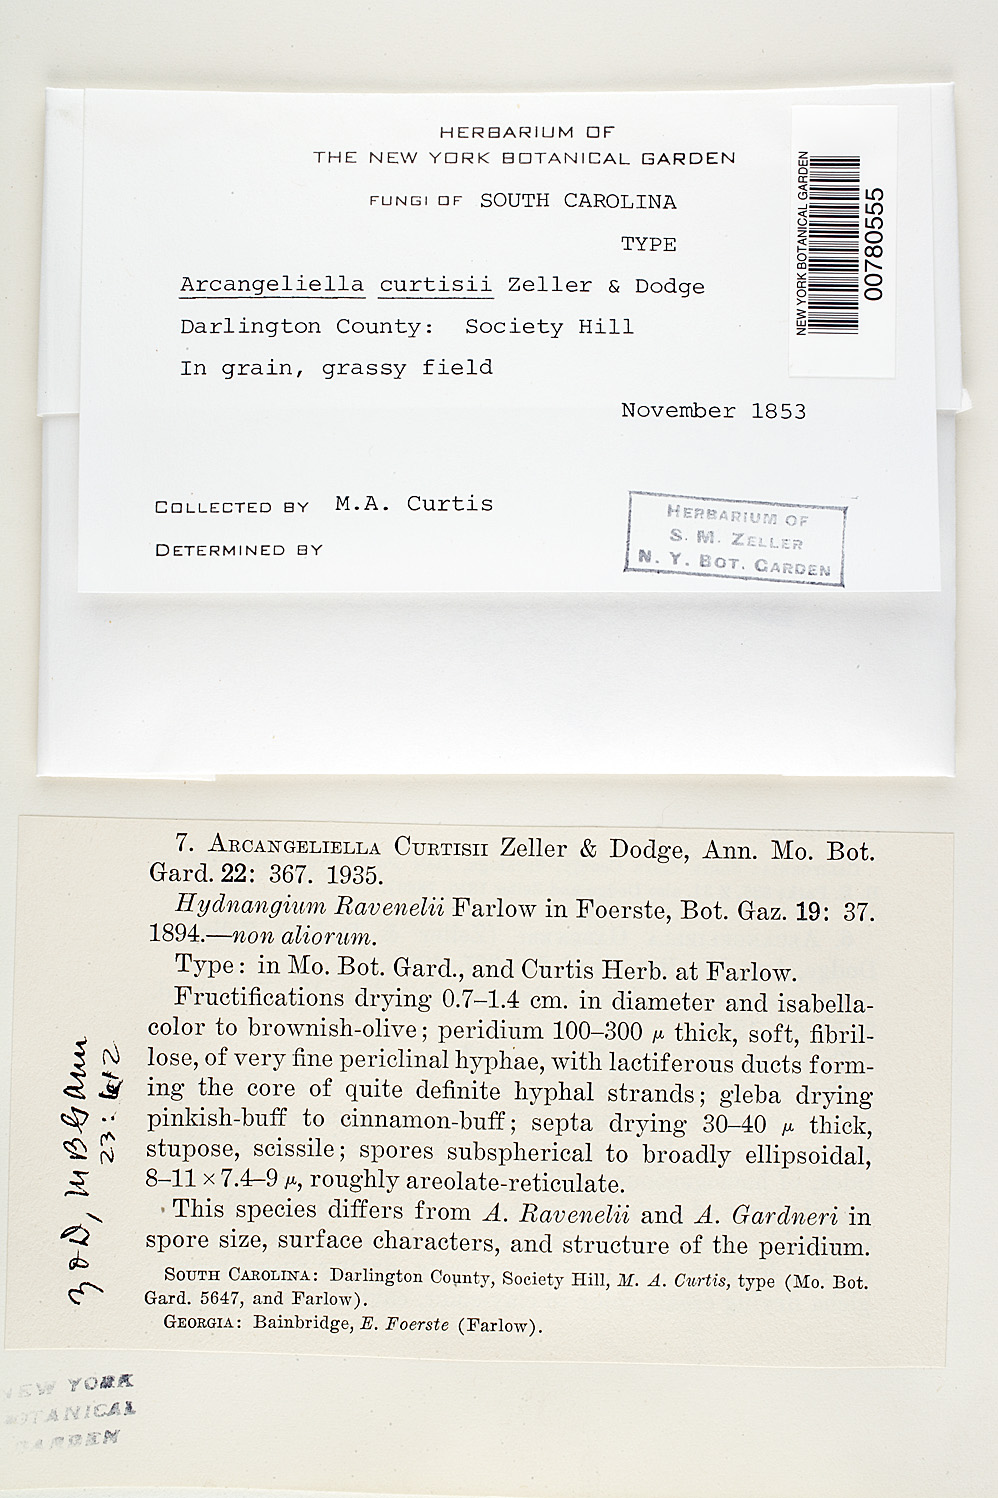 HERBARIUM OF
THE NEW YORK BOTANICAL GARDEN
FUNGI OF SOUTH CAROLINA
TYPE
Arcangeliella curtisii Zeller & Dodge
Darlington County: Society Hill
In grain, grassy field
November 1853
COLLECTED BY M.A. Curtis
DETERMINED BY
NEW YORK BOTANICAL GARDEN
00780555
HERBARIUM OF
S. M. ZELLER
N. Y. BOT. GARDEN
7. ARCANGELIELLA CURTISII Zeller & Dodge, Ann. Mo. Bot.
Gard. 22: 367. 1935.
Hydnangium Ravenelii Farlow in Foerste, Bot. Gaz. 19: 37.
1894.—non aliorum.
Type: in Mo. Bot. Gard., and Curtis Herb. at Farlow.
Fructifications drying 0.7–1.4 cm. in diameter and isabella-
color to brownish-olive; peridium 100–300 μ thick, soft, fibril-
lose, of very fine periclinal hyphae, with lactiferous ducts form-
ing the core of quite definite hyphal strands; gleba drying
pinkish-buff to cinnamon-buff; septa drying 30–40 μ thick,
stupose, scissile; spores subspherical to broadly ellipsoidal,
8–11 × 7.4–9 μ, roughly areolate-reticulate.
This species differs from A. Ravenelii and A. Gardneri in
spore size, surface characters, and structure of the peridium.
SOUTH CAROLINA: Darlington County, Society Hill, M. A. Curtis, type (Mo. Bot.
Gard. 5647, and Farlow).
GEORGIA: Bainbridge, E. Foerste (Farlow).
23:
NEW YORK
BOTANICAL
GARDEN